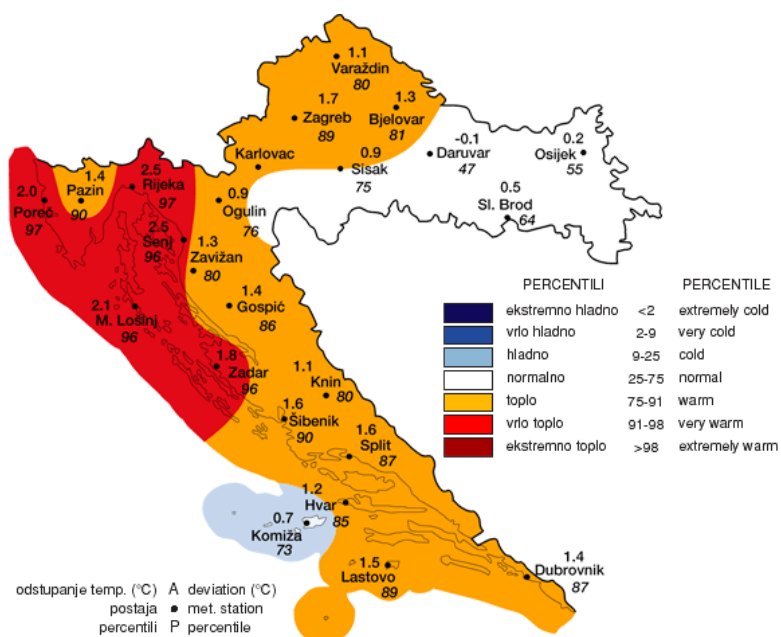 1.1
Varaždin
80
1.7
Zagreb
89
1.3
Bjelovar
81
-0.1
Daruvar
47
0.2
Osijek
55
Karlovac
0.9
Sisak
75
0.5
Sl. Brod
64
1.4
Pazin
90
2.5
Rijeka
97
2.0
Poreč
97
0.9
Ogulin
76
2.5
Senj
96
1.3
Zavižan
80
1.4
Gospić
86
2.1
M. Lošinj
96
1.8
Zadar
96
1.1
Knin 80
1.6
Šibenik
90
1.6
Split
87
1.2
Hvar
85
0.7
Komiža
73
1.5
Lastovo
89
1.4
Dubrovnik
87
PERCENTILI PERCENTILE
ekstremno hladno <2 extremely cold
vrlo hladno 2-9 very cold
hladno 9-25 cold
normalno 25-75 normal
toplo 75-91 warm
vrlo toplo 91-98 very warm
ekstremno toplo >98 extremely warm
odstupanje temp. (°C) A deviation (°C)
postaja met. station
percentili P percentile